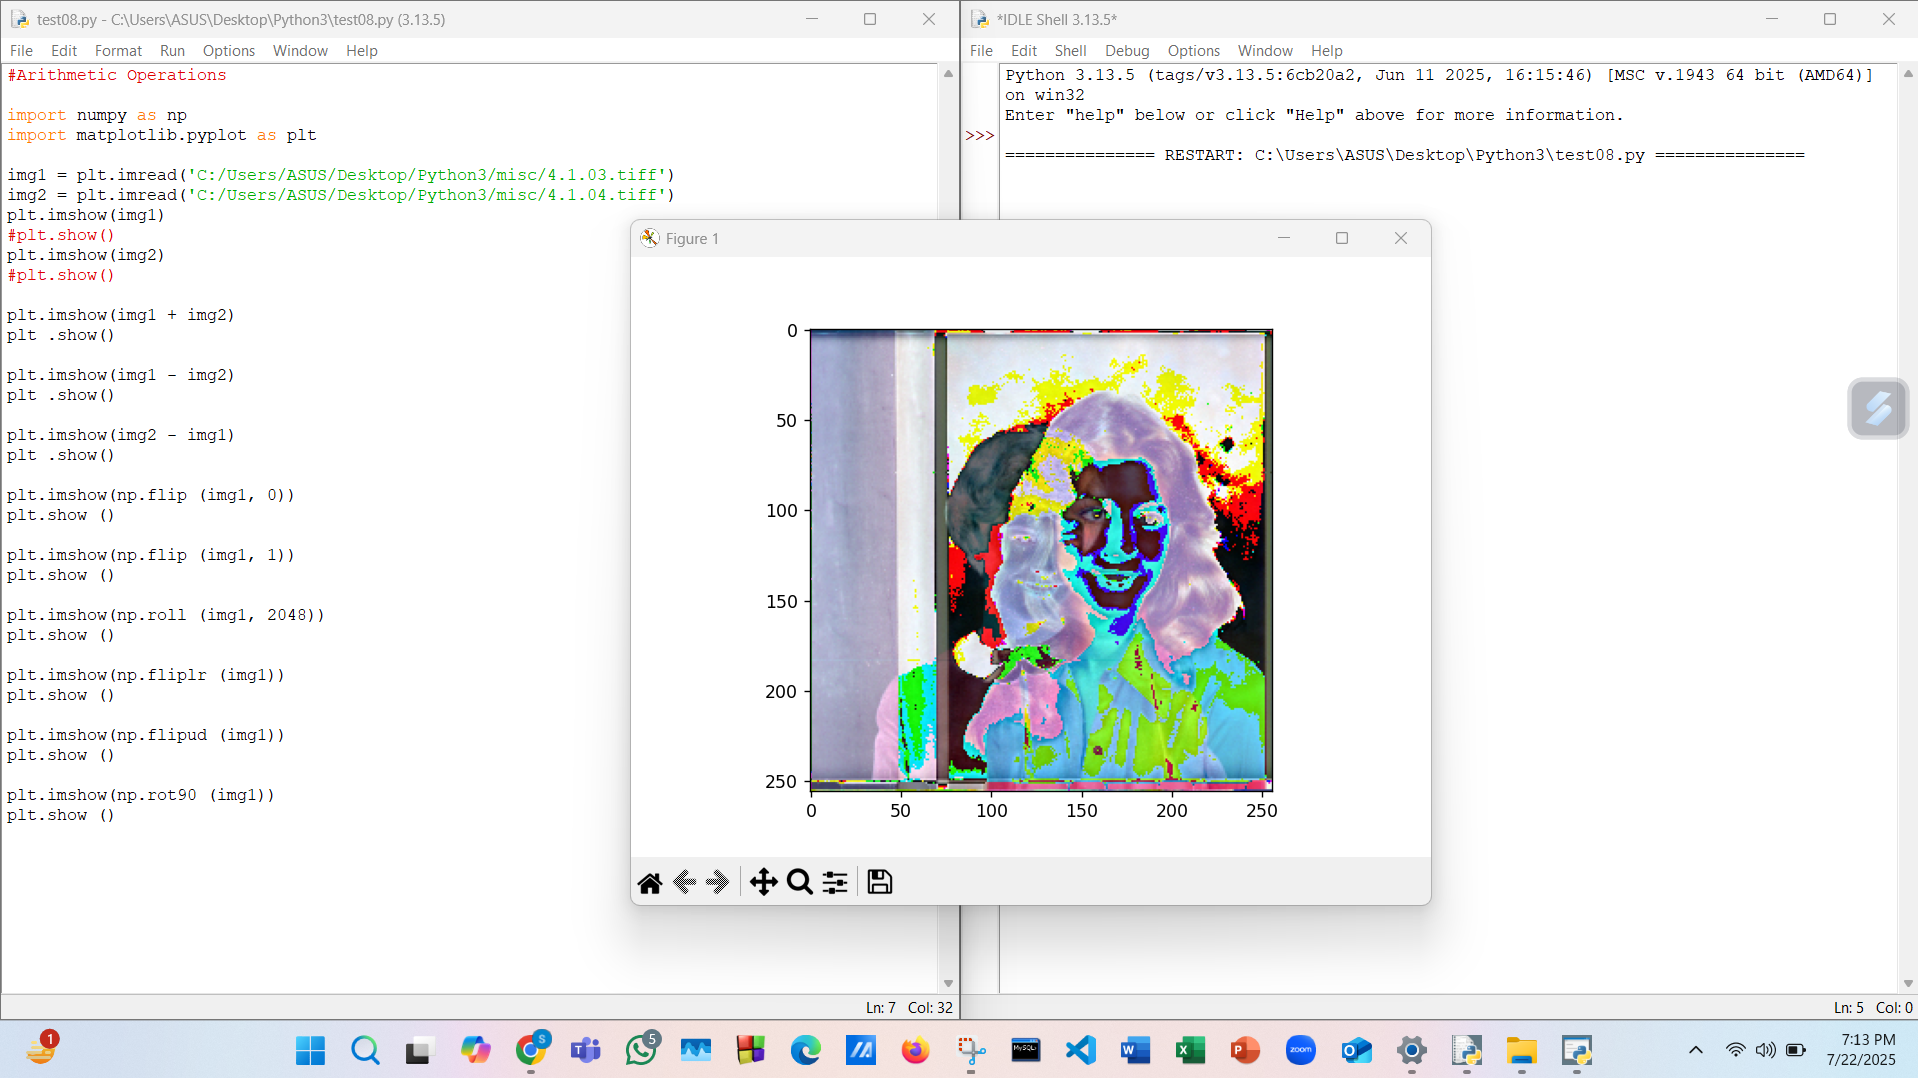 test08.py - C:\Users\ASUS\Desktop\Python3\test08.py (3.13.5)
File Edit Format Run Options Window Help
#Arithmetic Operations
import numpy as np
import matplotlib.pyplot as plt
img1 = plt.imread('C:/Users/ASUS/Desktop/Python3/misc/4.1.03.tiff')
img2 = plt.imread('C:/Users/ASUS/Desktop/Python3/misc/4.1.04.tiff')
plt.imshow(img1)
#plt.show()
plt.imshow(img2)
#plt.show()
plt.imshow(img1 + img2)
plt .show()
plt.imshow(img1 - img2)
plt .show()
plt.imshow(img2 - img1)
plt .show()
plt.imshow(np.flip (img1, 0))
plt.show ()
plt.imshow(np.flip (img1, 1))
plt.show ()
plt.imshow(np.roll (img1, 2048))
plt.show ()
plt.imshow(np.fliplr (img1))
plt.show ()
plt.imshow(np.flipud (img1))
plt.show ()
plt.imshow(np.rot90 (img1))
plt.show ()
Ln: 7 Col: 32
*IDLE Shell 3.13.5*
File Edit Shell Debug Options Window Help
Python 3.13.5 (tags/v3.13.5:6cb20a2, Jun 11 2025, 16:15:46) [MSC v.1943 64 bit (AMD64)]
on win32
Enter "help" below or click "Help" above for more information.
>>>
=============== RESTART: C:\Users\ASUS\Desktop\Python3\test08.py ===============
Ln: 5 Col: 0
Figure 1
0
50
100
150
200
250
0 50 100 150 200 250
1
S
5
MySQL
W
X
P
zoom
7:13 PM
7/22/2025